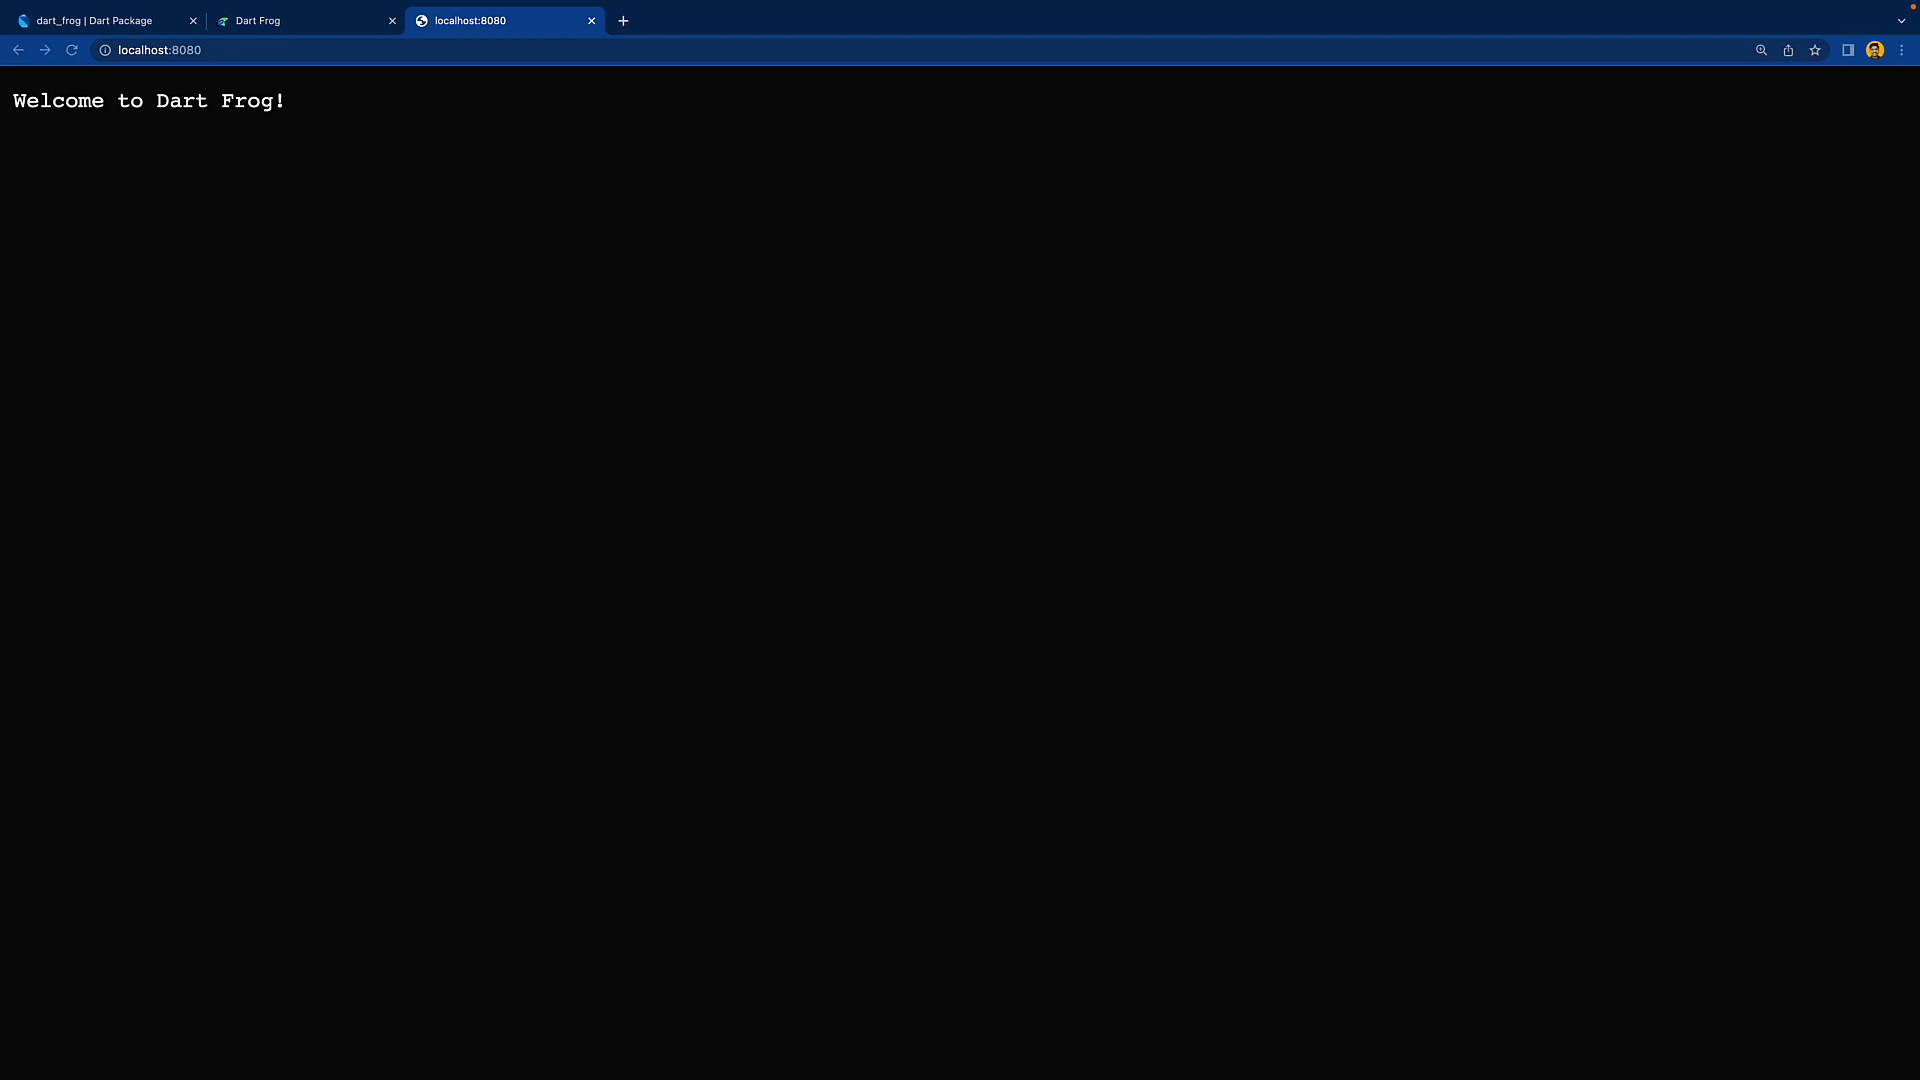 dart_frog | Dart Package
Dart Frog
localhost:8080
localhost:8080
Welcome to Dart Frog!